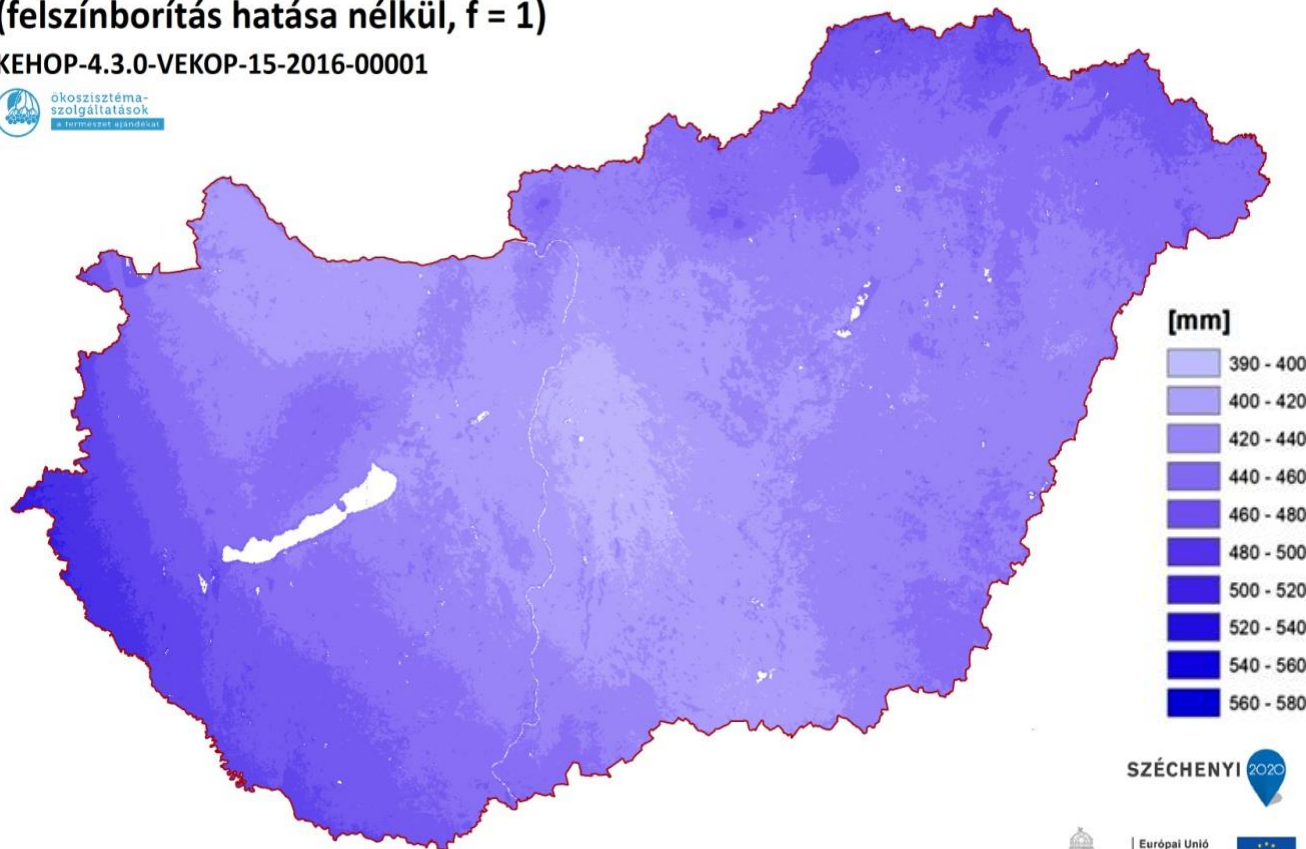 (felszínborítás hatása nélkül, f = 1)
KEHOP-4.3.0-VEKOP-15-2016-00001
ökoszisztéma-
szolgáltatások
a természet ajándékai
[mm]
390 - 400
400 - 420
420 - 440
440 - 460
460 - 480
480 - 500
500 - 520
520 - 540
540 - 560
560 - 580
SZÉCHENYI 2020
Európai Unió